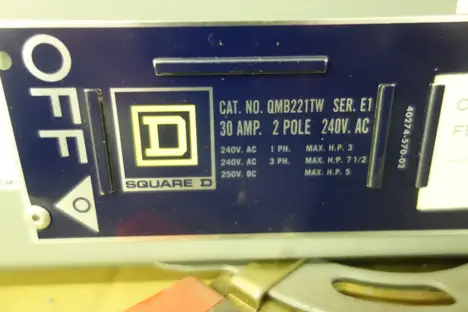 OFF
D
SQUARE D
CAT. NO. QMB221TW SER. E1
30 AMP. 2 POLE 240V. AC
240V. AC 1 PH. MAX. H.P. 3
240V. AC 3 PH. MAX. H.P. 7 1/2
250V. DC MAX. H.P. 5
40274-570-02